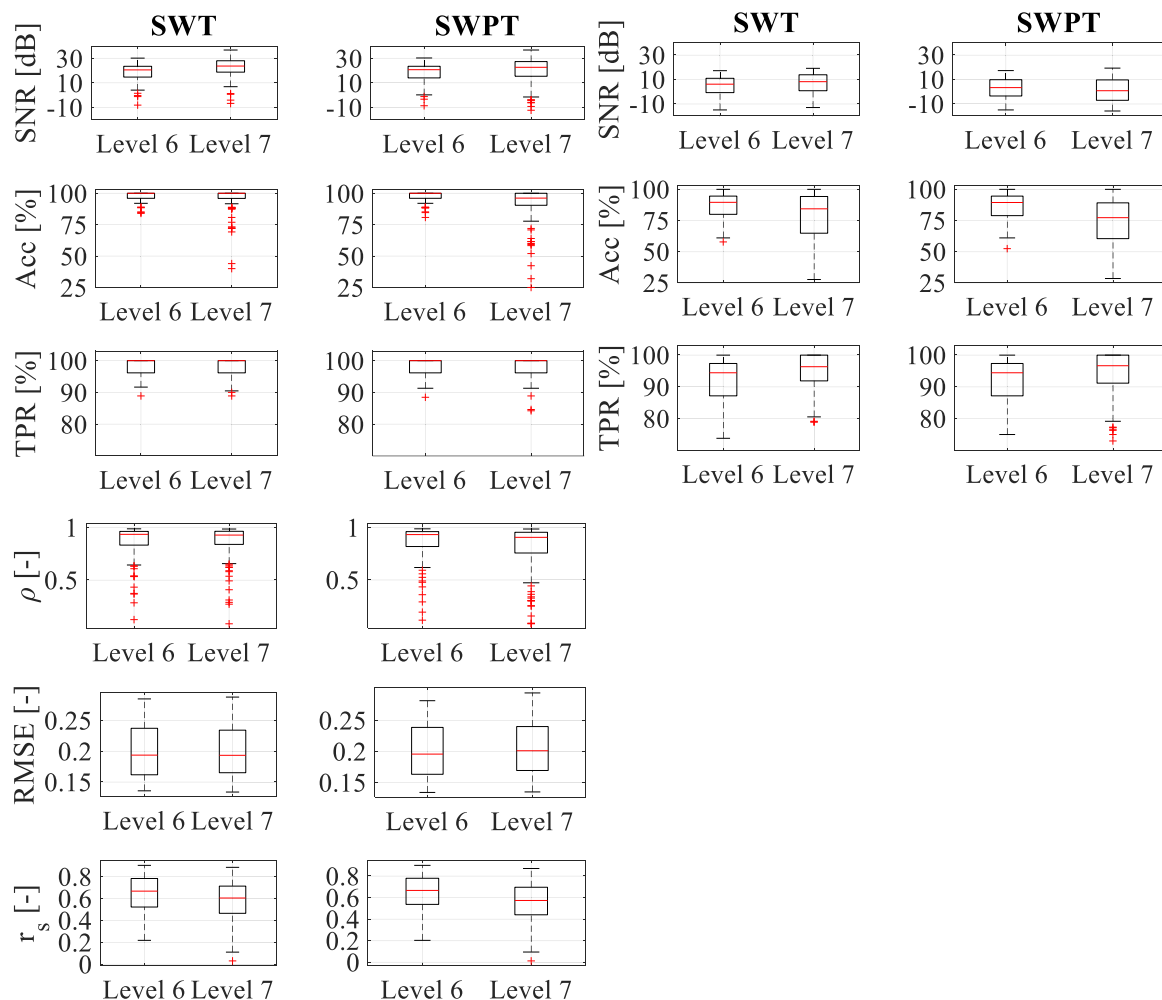 SWT SWPT SWT SWPT
SNR [dB] 30 10 -10 Level 6 Level 7
30 10 -10 Level 6 Level 7
SNR [dB] 30 10 -10 Level 6 Level 7
30 10 -10 Level 6 Level 7
Acc [%] 100 75 50 25 Level 6 Level 7
100 75 50 25 Level 6 Level 7
Acc [%] 100 75 50 25 Level 6 Level 7
100 75 50 25 Level 6 Level 7
TPR [%] 100 90 80 Level 6 Level 7
100 90 80 Level 6 Level 7
TPR [%] 100 90 80 Level 6 Level 7
100 90 80 Level 6 Level 7
ρ [-] 1 0.5 Level 6 Level 7
1 0.5 Level 6 Level 7
RMSE [-] 0.25 0.2 0.15 Level 6 Level 7
0.25 0.2 0.15 Level 6 Level 7
r_s [-] 0.8 0.6 0.4 0.2 0 Level 6 Level 7
0.8 0.6 0.4 0.2 0 Level 6 Level 7